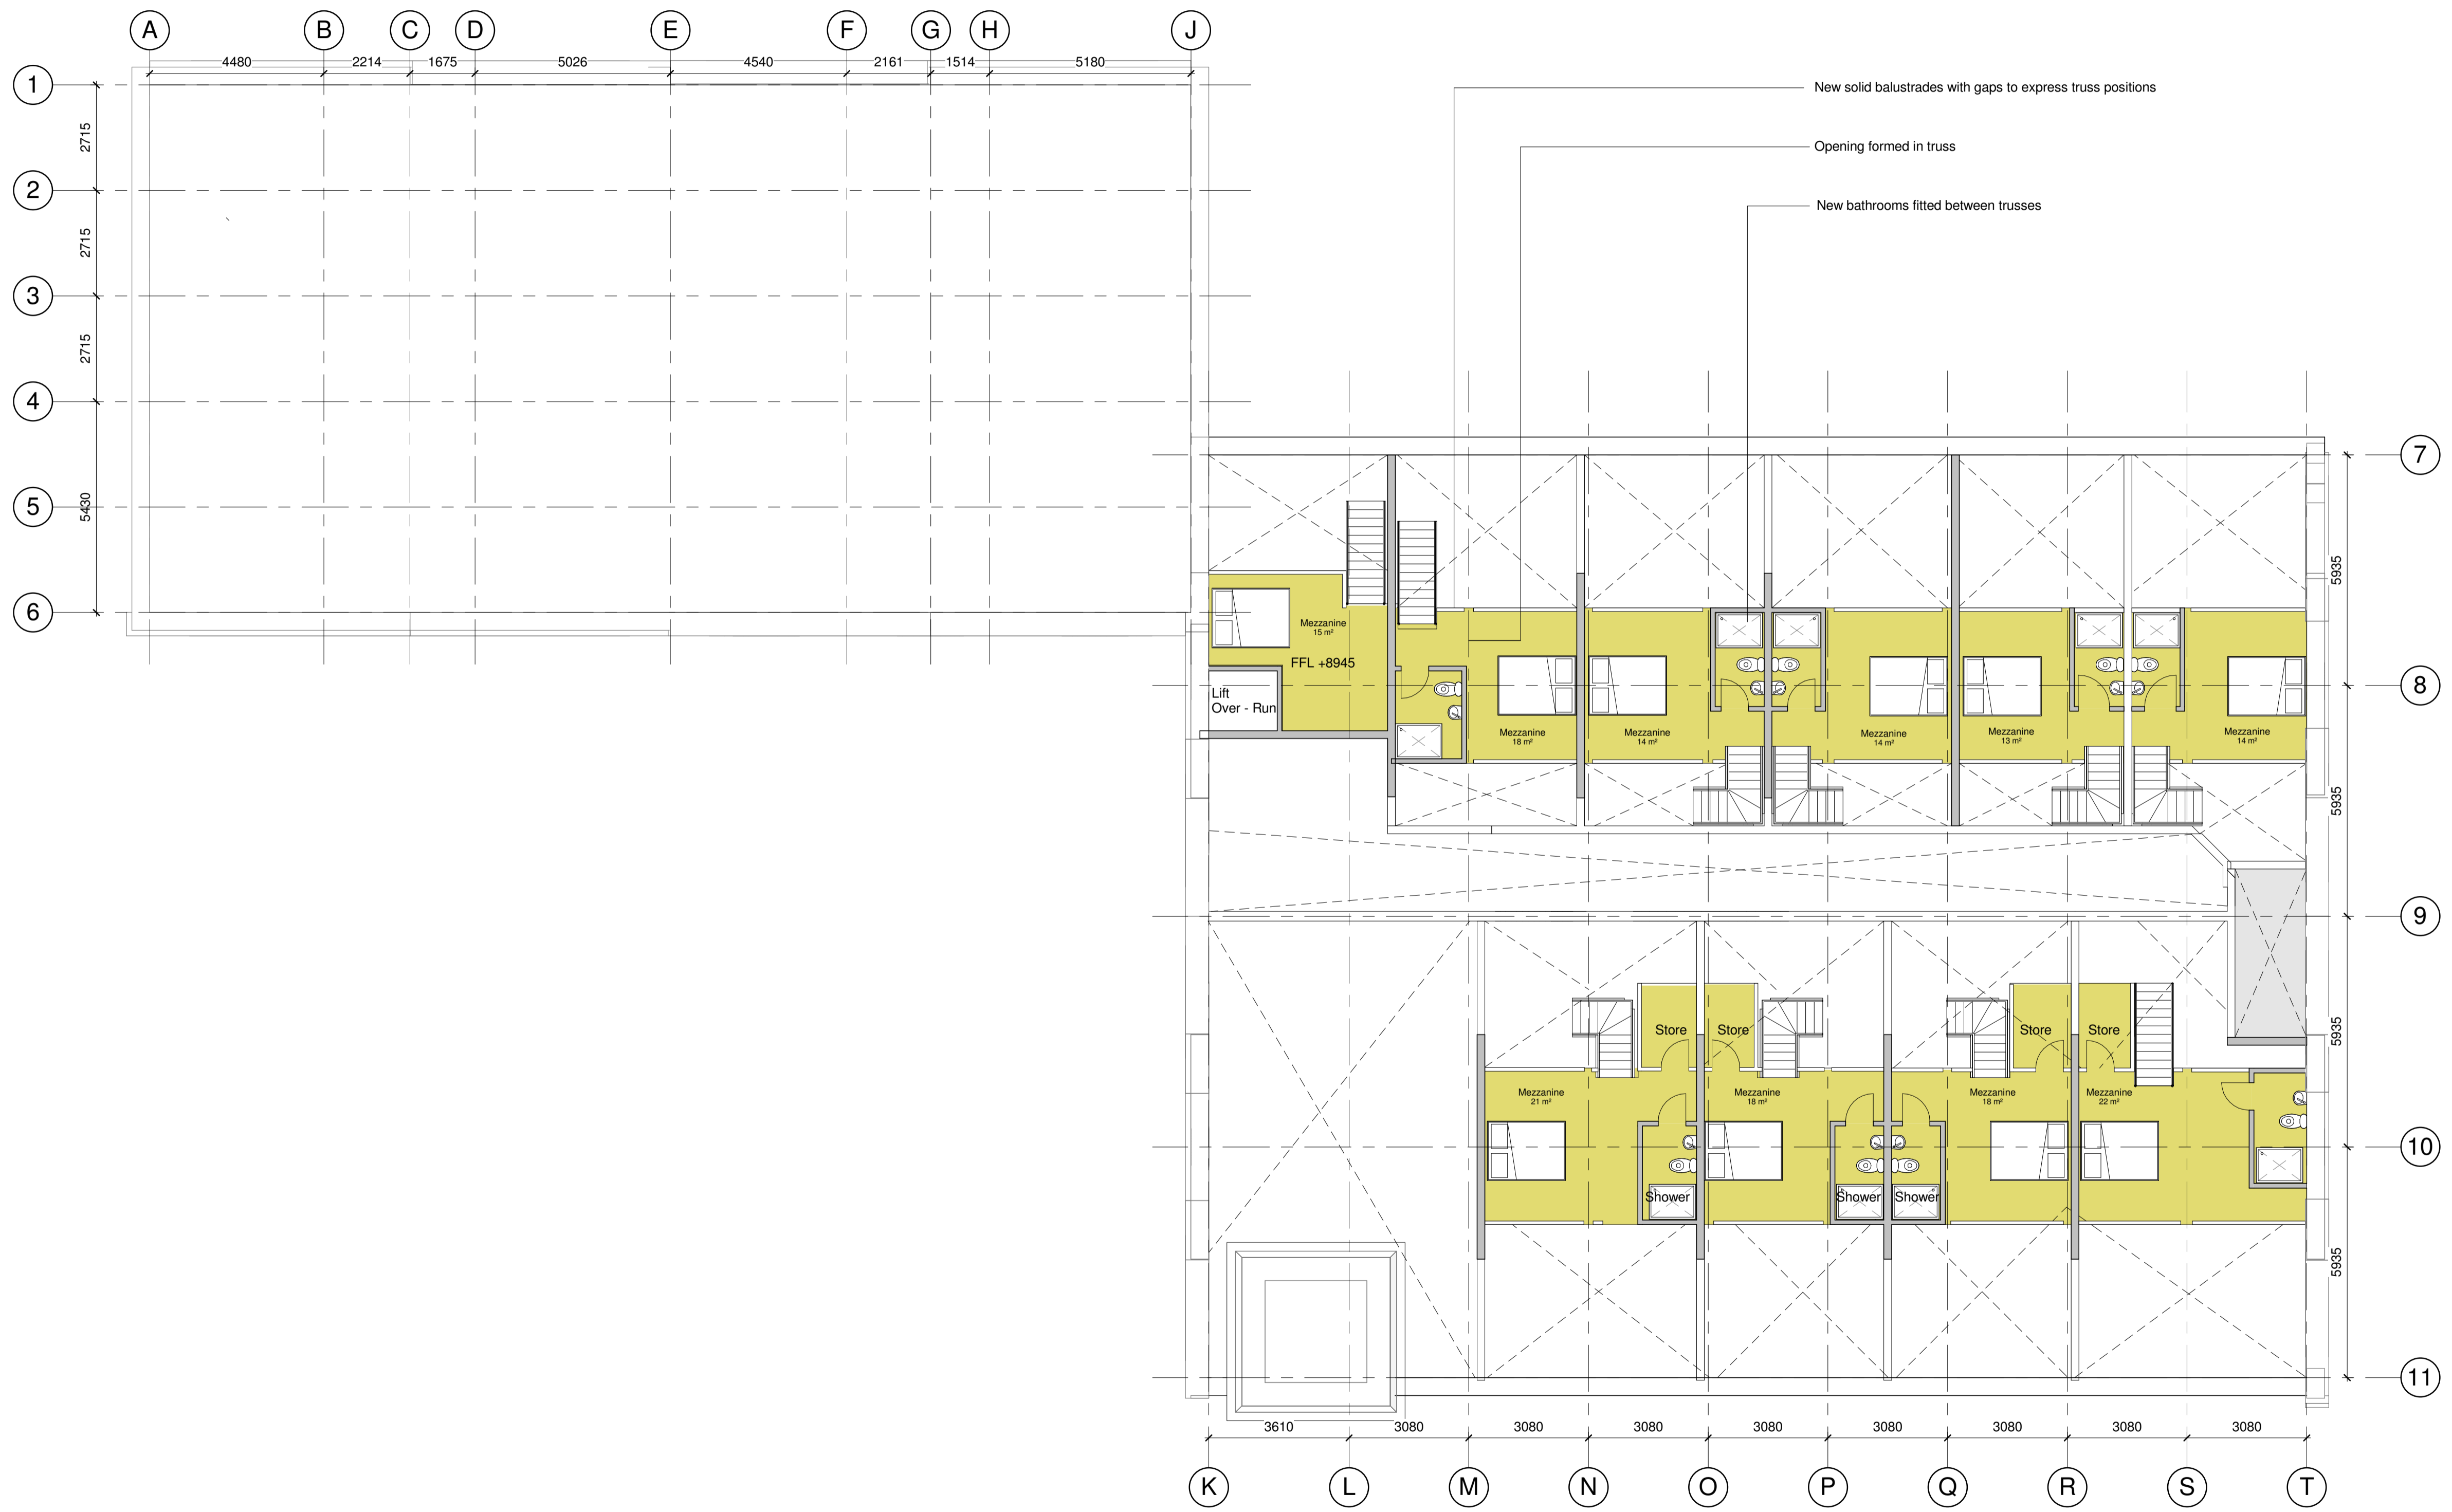 A B C D E F G H J
4480 2214 1675 5026 4540 2161 1514 5180
1
New solid balustrades with gaps to express truss positions
2715
Opening formed in truss
2
New bathrooms fitted between trusses
2715
3
2715
4
7
5430
5
5935
6
Mezzanine
15 m²
FFL +8945
8
Lift
Over - Run
Mezzanine
18 m²
Mezzanine
14 m²
Mezzanine
14 m²
Mezzanine
13 m²
Mezzanine
14 m²
5935
9
Store Store Store Store
5935
Mezzanine
21 m²
Mezzanine
18 m²
Mezzanine
18 m²
Mezzanine
22 m²
10
Shower Shower Shower
5935
11
3610 3080 3080 3080 3080 3080 3080 3080 3080
K L M N O P Q R S T